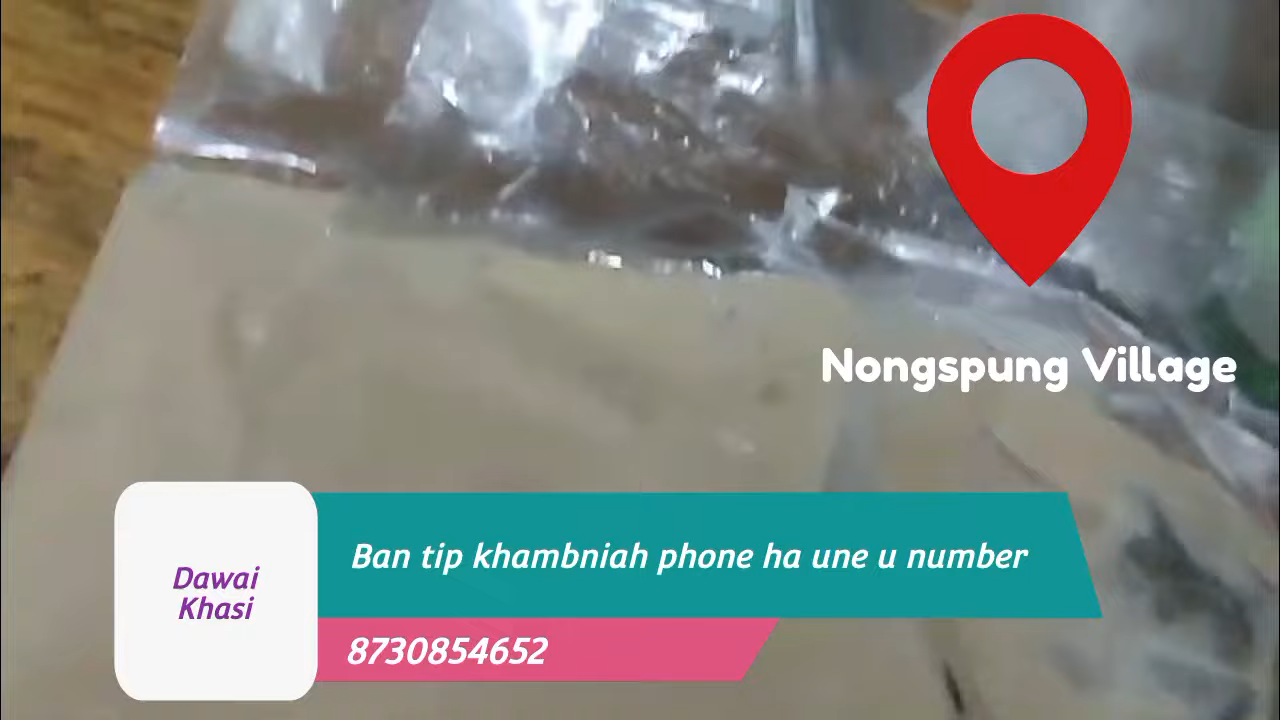 Nongspung Village
Dawai
Khasi
Ban tip khambniah phone ha une u number
8730854652